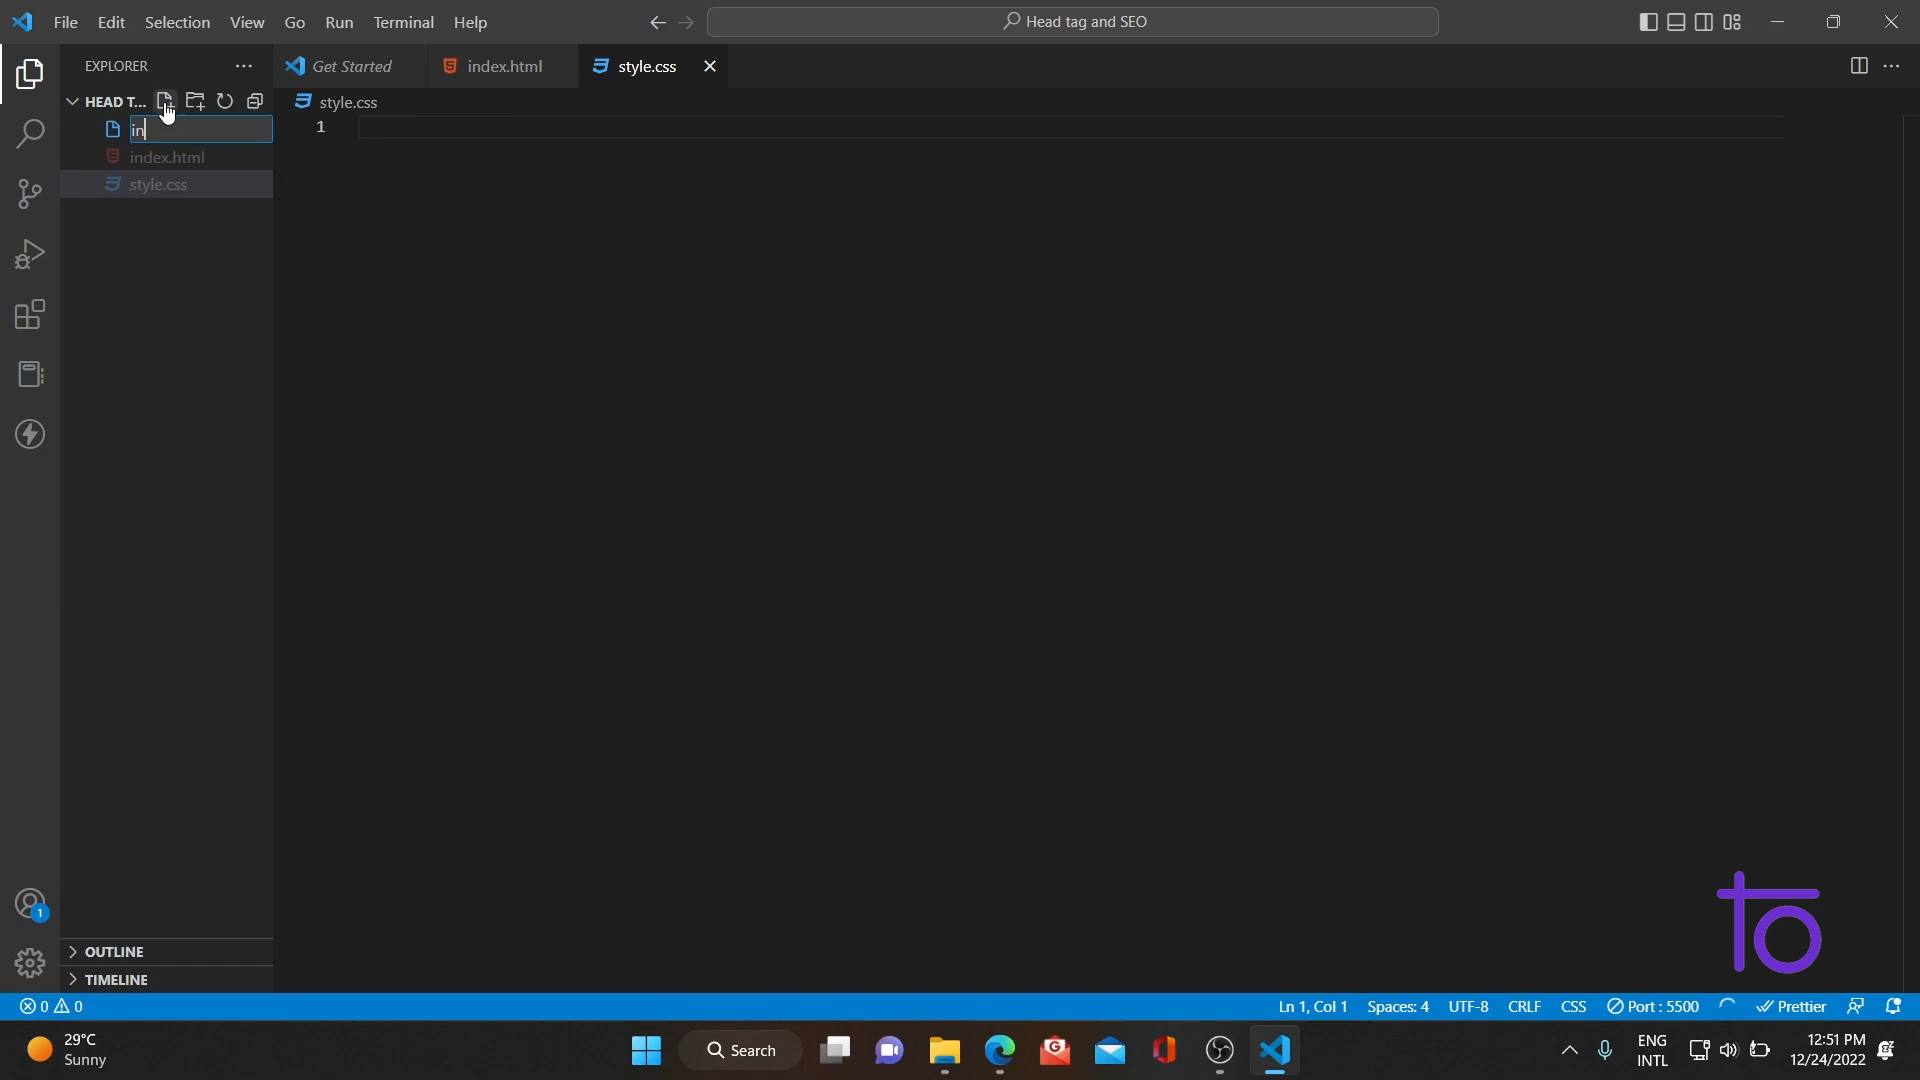 File Edit Selection View Go Run Terminal Help
Head tag and SEO
EXPLORER
Get Started
index.html
style.css
HEAD T...
style.css
in
1
index.html
style.css
to
1
OUTLINE
TIMELINE
0 0
Ln 1, Col 1 Spaces: 4 UTF-8 CRLF CSS Port : 5500 Prettier
29°C
Sunny
Search
ENG
INTL
12:51 PM
12/24/2022